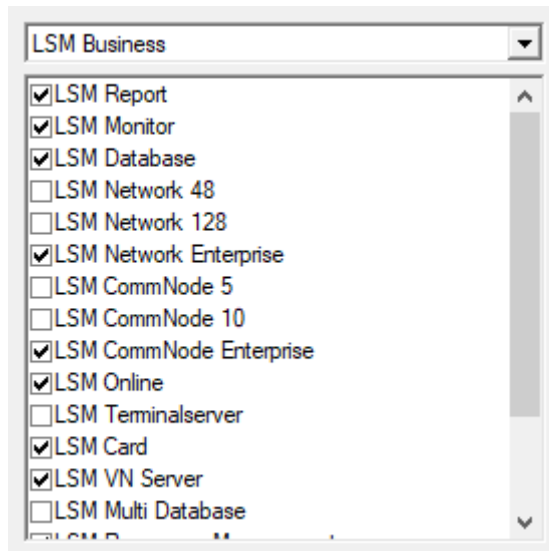 LSM Business
LSM Report
LSM Monitor
LSM Database
LSM Network 48
LSM Network 128
LSM Network Enterprise
LSM CommNode 5
LSM CommNode 10
LSM CommNode Enterprise
LSM Online
LSM Terminalserver
LSM Card
LSM VN Server
LSM Multi Database
LSM